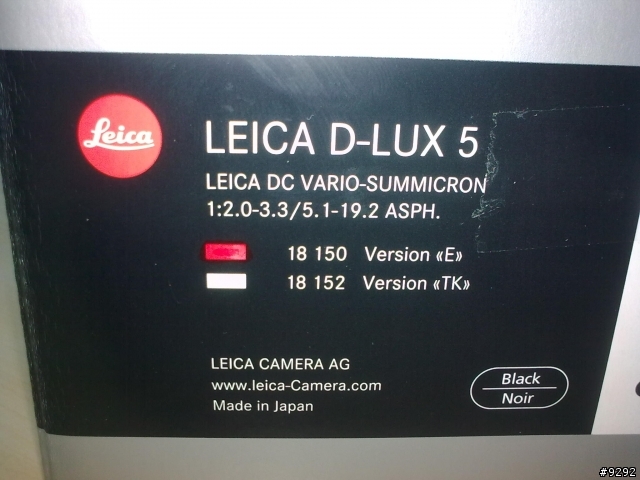 Leica
LEICA D-LUX 5
LEICA DC VARIO-SUMMICRON
1:2.0-3.3/5.1-19.2 ASPH.
18 150 Version «E»
18 152 Version «TK»
LEICA CAMERA AG
www.leica-Camera.com
Made in Japan
Black
Noir
#9292